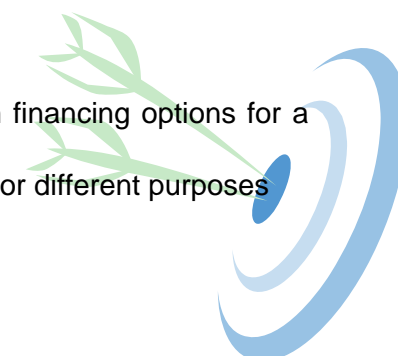 financing options for a
or different purposes